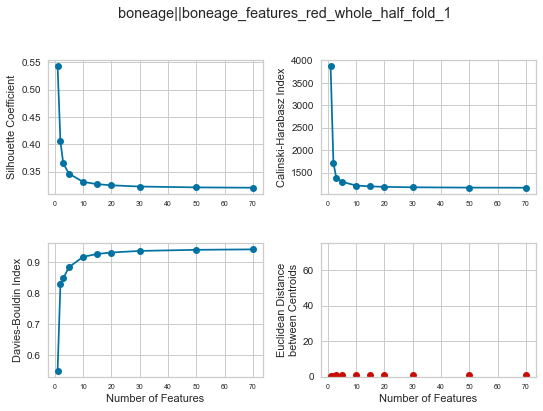 boneage||boneage_features_red_whole_half_fold_1
Silhouette Coefficient
0.55
0.50
0.45
0.40
0.35
0 10 20 30 40 50 60 70
Calinski-Harabasz Index
4000
3500
3000
2500
2000
1500
0 10 20 30 40 50 60 70
Davies-Bouldin Index
0.9
0.8
0.7
0.6
0 10 20 30 40 50 60 70
Number of Features
Euclidean Distance
between Centroids
60
40
20
0
0 10 20 30 40 50 60 70
Number of Features